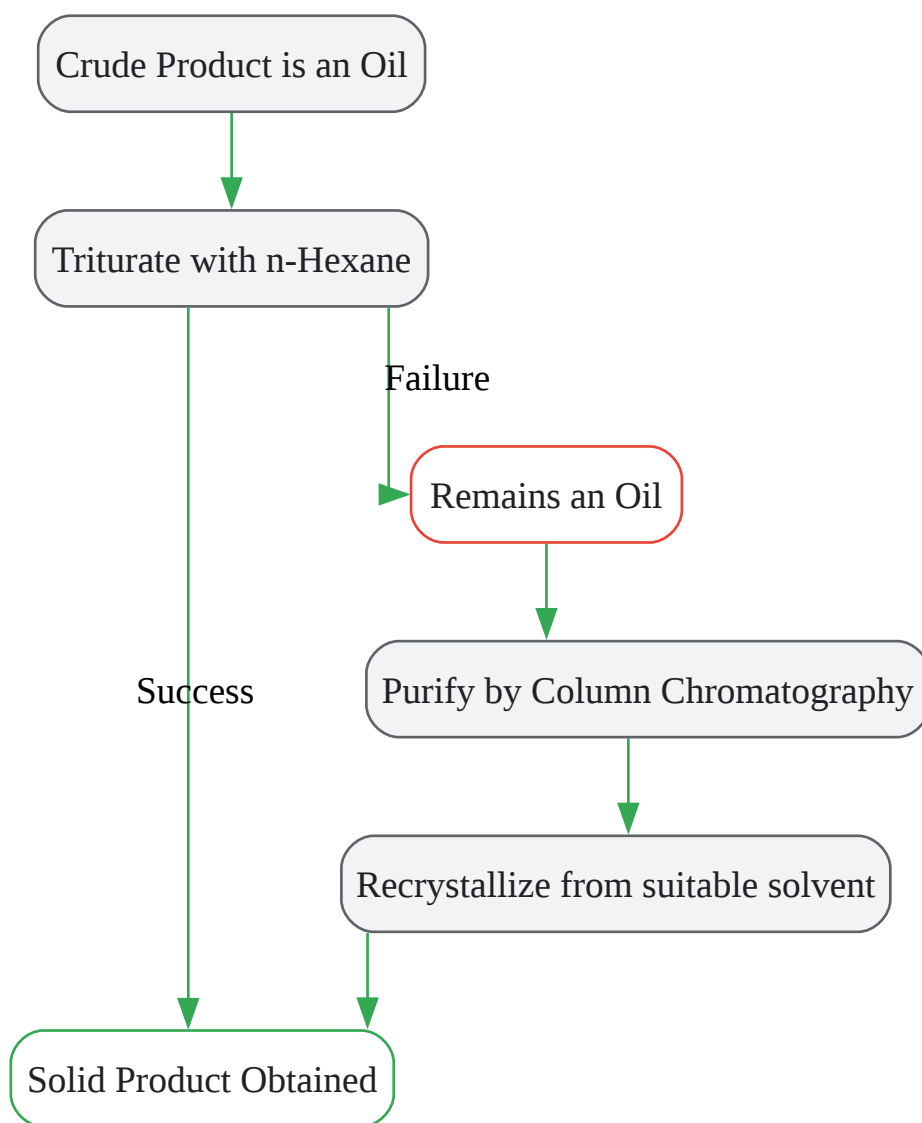 Crude Product is an Oil
Triturate with n-Hexane
Failure
Remains an Oil
Success
Purify by Column Chromatography
Recrystallize from suitable solvent
Solid Product Obtained